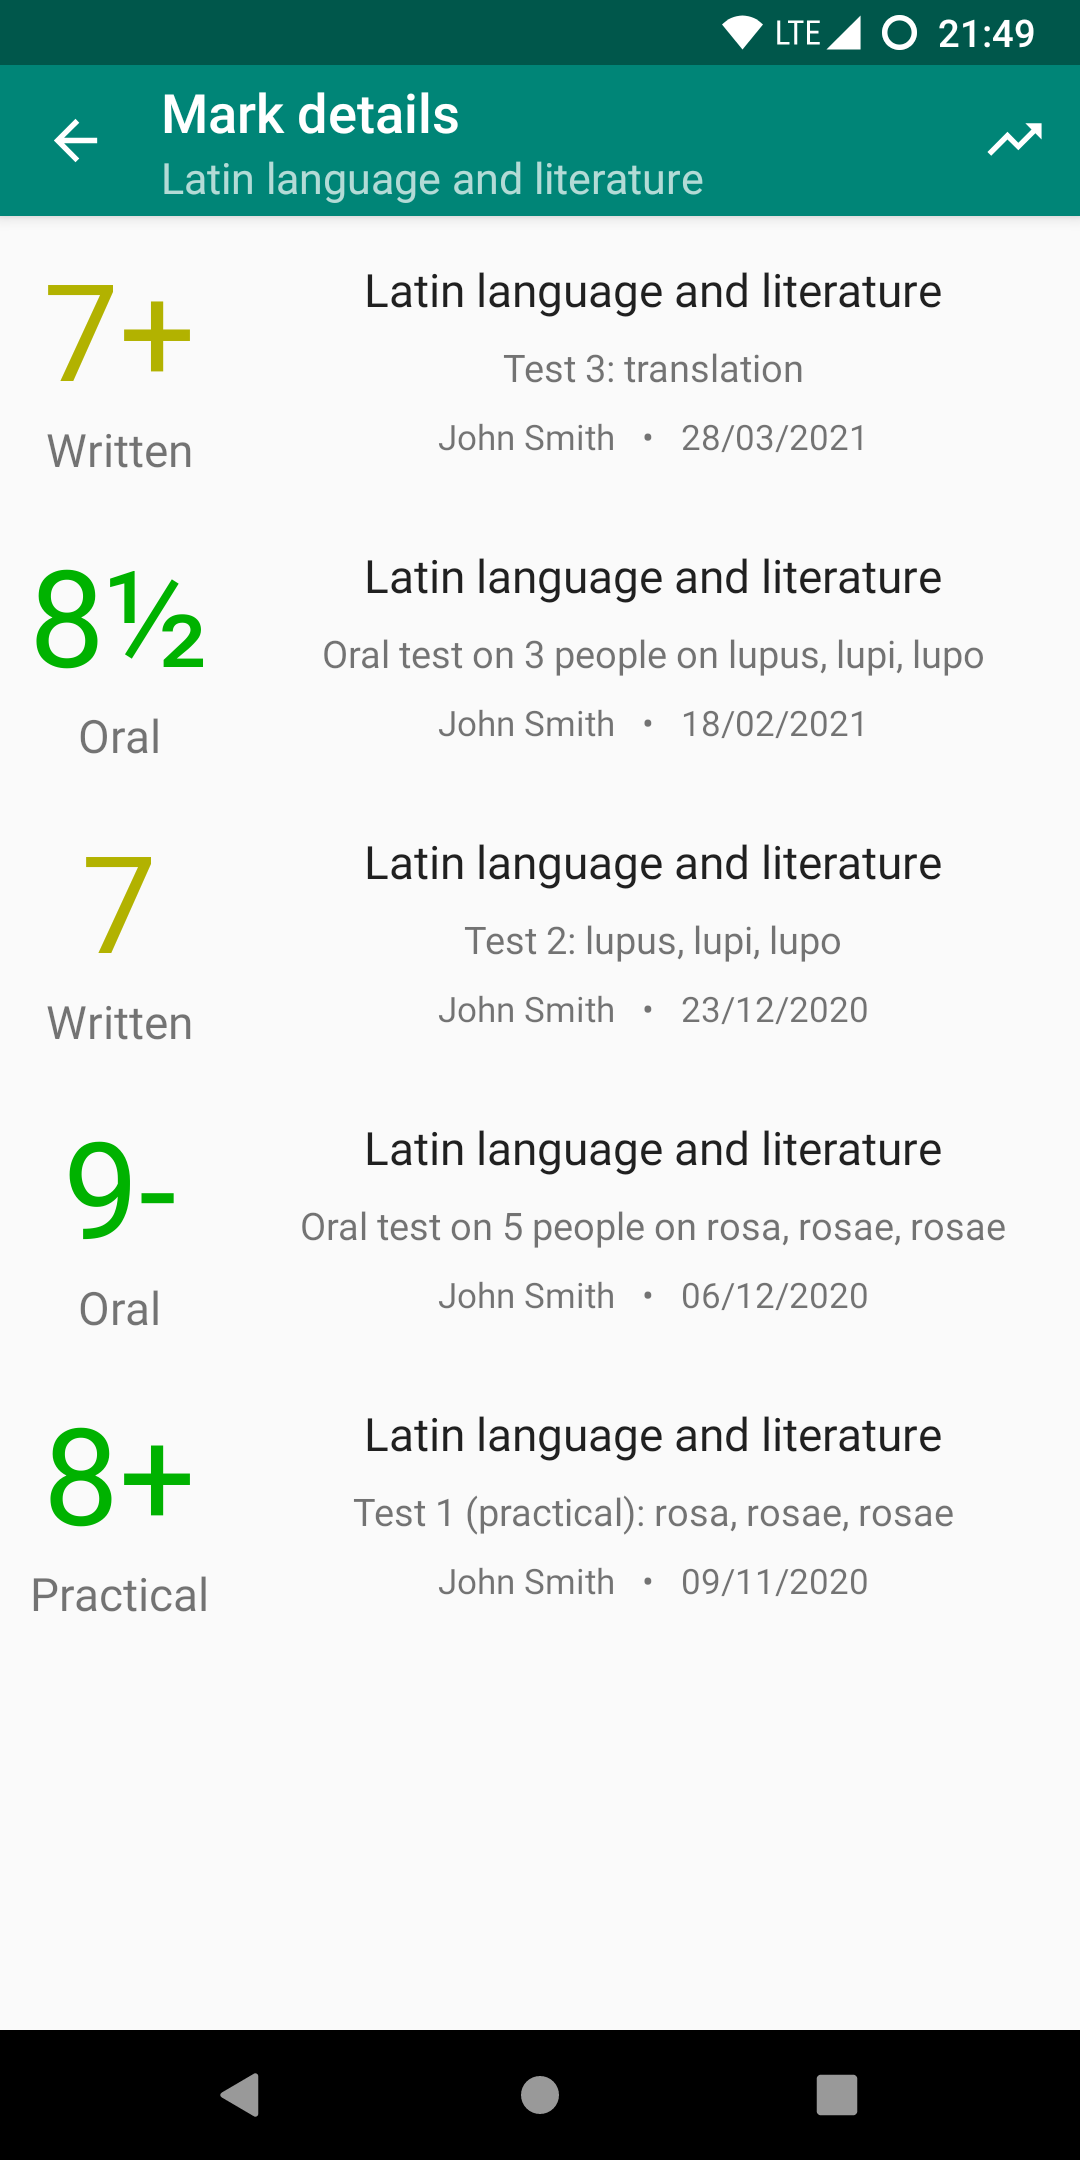 LTE 21:49
Mark details
Latin language and literature
7+
Written
Latin language and literature
Test 3: translation
John Smith • 28/03/2021
8½
Oral
Latin language and literature
Oral test on 3 people on lupus, lupi, lupo
John Smith • 18/02/2021
7
Written
Latin language and literature
Test 2: lupus, lupi, lupo
John Smith • 23/12/2020
9-
Oral
Latin language and literature
Oral test on 5 people on rosa, rosae, rosae
John Smith • 06/12/2020
8+
Practical
Latin language and literature
Test 1 (practical): rosa, rosae, rosae
John Smith • 09/11/2020